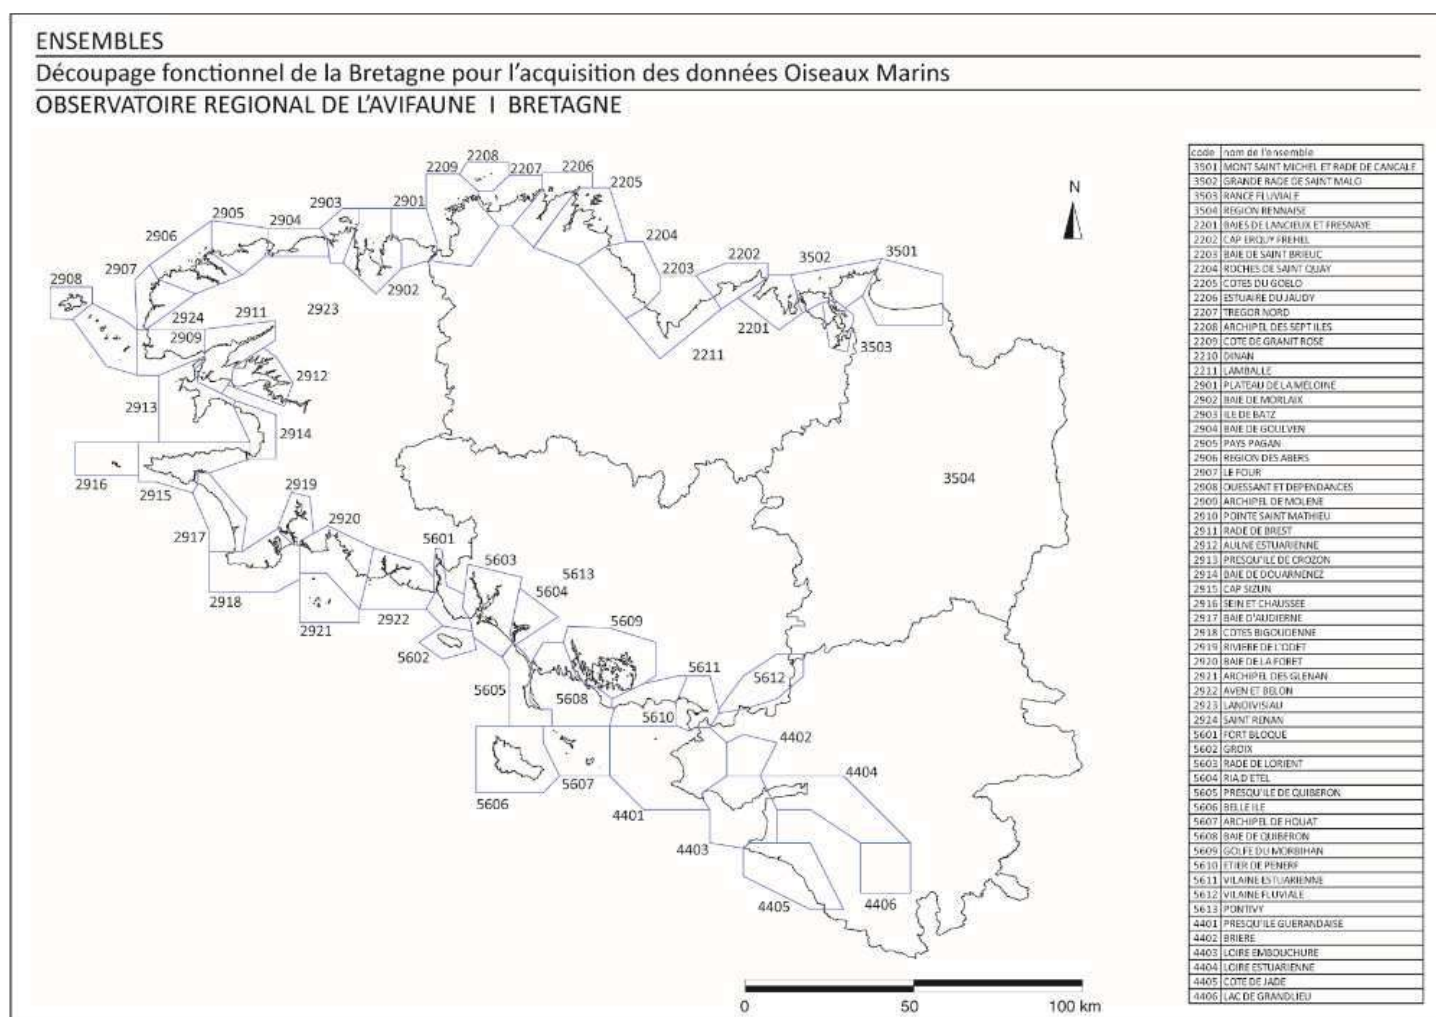 ENSEMBLES
Découpage fonctionnel de la Bretagne pour l'acquisition des données Oiseaux Marins
OBSERVATOIRE REGIONAL DE L'AVIFAUNE I BRETAGNE
2208
2209
2207
2206
2205
2903
2901
2905
2904
2906
2907
2908
2204
2202
2203
3502
3501
2902
2923
2911
2924
2909
2201
2211
3503
2912
2913
2914
2916
2915
3504
2919
2920
2917
5601
5603
5613
5604
2918
2921
2922
5609
5602
5611
5612
5605
5608
5610
4402
4404
5607
5606
4401
4403
4405
4406
N
0
50
100 km
code nom de l'ensemble
3501 MONT SAINT MICHEL ET RADE DE CANCALE
3502 GRANDE RADE DE SAINT MALO
3503 RANCE FLUVIALE
3504 REGION RENNAISE
2201 BAIES DE LANCIEUX ET FRESNAYE
2202 CAP ERQUY FREHEL
2203 BAIE DE SAINT BRIEUC
2204 ROCHES DE SAINT QUAY
2205 COTES DU GOELO
2206 ESTUAIRE DU JAUDY
2207 TREGOR NORD
2208 ARCHIPEL DES SEPT ILES
2209 COTE DE GRANIT ROSE
2210 DINAN
2211 LAMBALLE
2901 PLATEAU DE LA MELOINE
2902 BAIE DE MORLAIX
2903 ILE DE BATZ
2904 BAIE DE GOULVEN
2905 PAYS PAGAN
2906 REGION DES ABERS
2907 LE FOUR
2908 OUESSANT ET DEPENDANCES
2909 ARCHIPEL DE MOLENE
2910 POINTE SAINT MATHIEU
2911 RADE DE BREST
2912 AULNE ESTUARIENNE
2913 PRESQU'ILE DE CROZON
2914 BAIE DE DOUARNENEZ
2915 CAP SIZUN
2916 SEIN ET CHAUSSEE
2917 BAIE D'AUDIERNE
2918 COTES BIGOUDENNE
2919 RIVIERE DE L'ODET
2920 BAIE DE LA FORET
2921 ARCHIPEL DES GLENAN
2922 AVEN ET BELON
2923 LANDIVISIAU
2924 SAINT RENAN
5601 FORT BLOQUE
5602 GROIX
5603 RADE DE LORIENT
5604 RIA D'ETEL
5605 PRESQU'ILE DE QUIBERON
5606 BELLE ILE
5607 ARCHIPEL DE HOUAT
5608 BAIE DE QUIBERON
5609 GOLFE DU MORBIHAN
5610 ETIER DE PENERF
5611 VILAINE ESTUARIENNE
5612 VILAINE FLUVIALE
5613 PONTIVY
4401 PRESQU'ILE GUERANDAISE
4402 BRIERE
4403 LOIRE EMBOUCHURE
4404 LOIRE ESTUARIENNE
4405 COTE DE JADE
4406 LAC DE GRANDLIEU